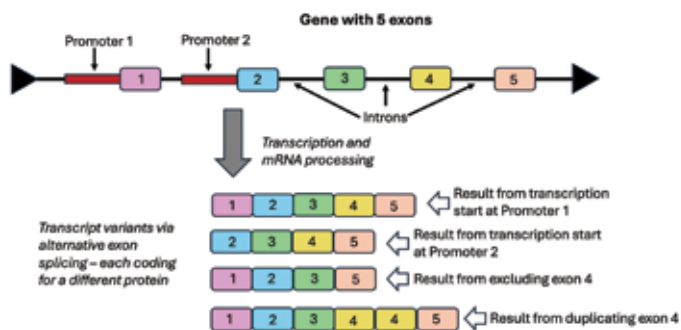 Gene with 5 exons
Promoter 1
Promoter 2
1
2
3
4
5
Introns
Transcription and
mRNA processing
Transcript variants via
alternative exon
splicing – each coding
for a different protein
1 2 3 4 5
Result from transcription
start at Promoter 1
2 3 4 5
Result from transcription start
at Promoter 2
1 2 3 5
Result from excluding exon 4
1 2 3 4 4 5
Result from duplicating exon 4